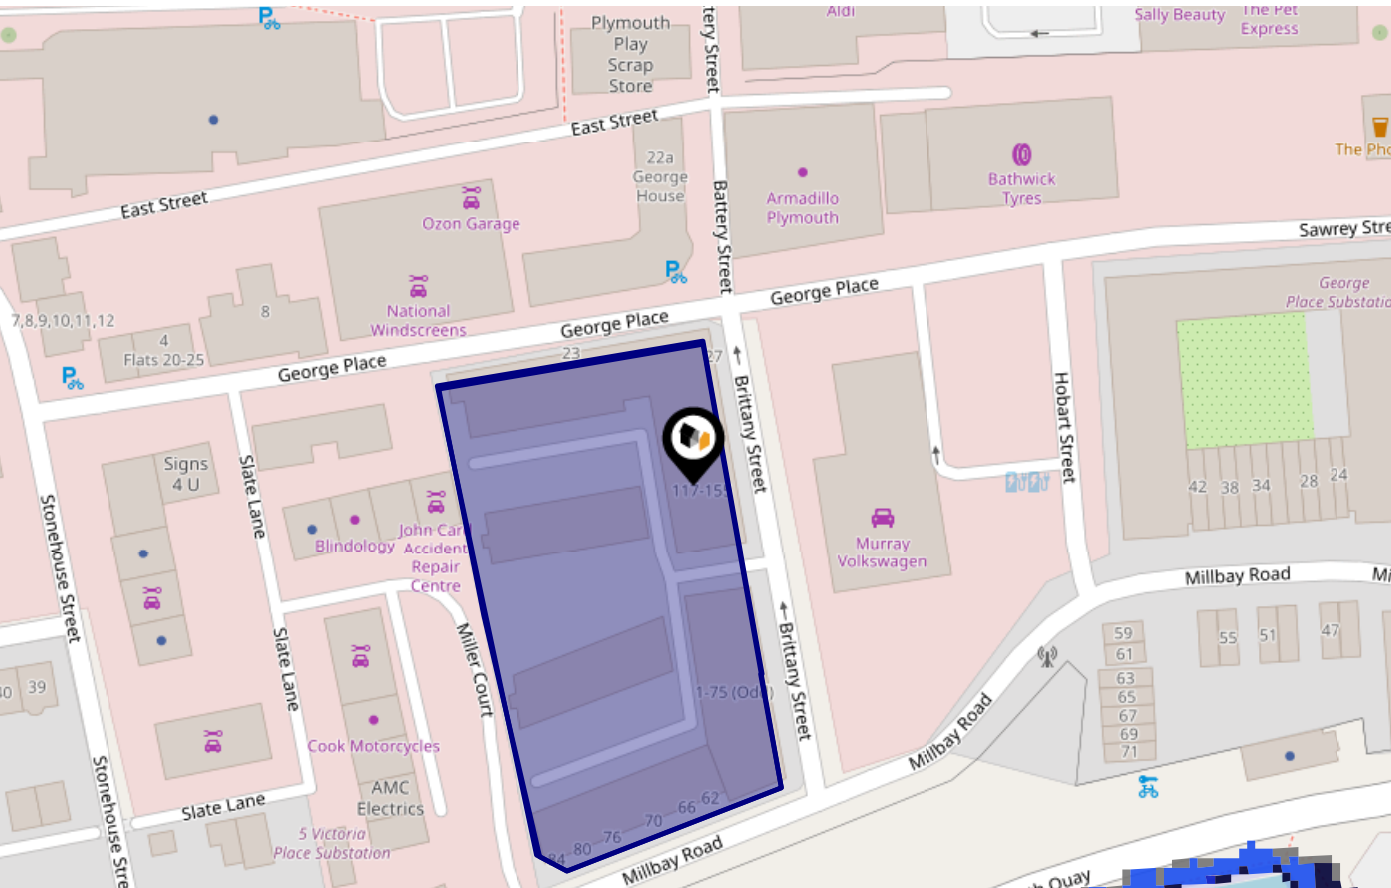 Aldi
Sally Beauty
The Pet
Express
Plymouth
Play
Scrap
Store
tery Street
East Street
22a
George
House
East Street
Ozon Garage
Battery Street
Armadillo
Plymouth
Bathwick
Tyres
The Pho
Sawrey Stre
National
Windscreens
George Place
George Place
George
Place Substatio
7,8,9,10,11,12
8
4
Flats 20-25
George Place
23
27
Brittany Street
Hobart Street
Signs
4 U
Slate Lane
Stonehouse Street
117-155
42
38
34
28
24
Blindology
John Card
Accident
Repair
Centre
Murray
Volkswagen
Millbay Road
Mi
Miller Court
Slate Lane
Brittany Street
1-75 (Odd)
59
61
63
65
67
69
71
55
51
47
40
39
Cook Motorcycles
AMC
Electrics
Millbay Road
Stonehouse Stre
Slate Lane
5 Victoria
Place Substation
62
66
70
76
80
84
Millbay Road
th Quay